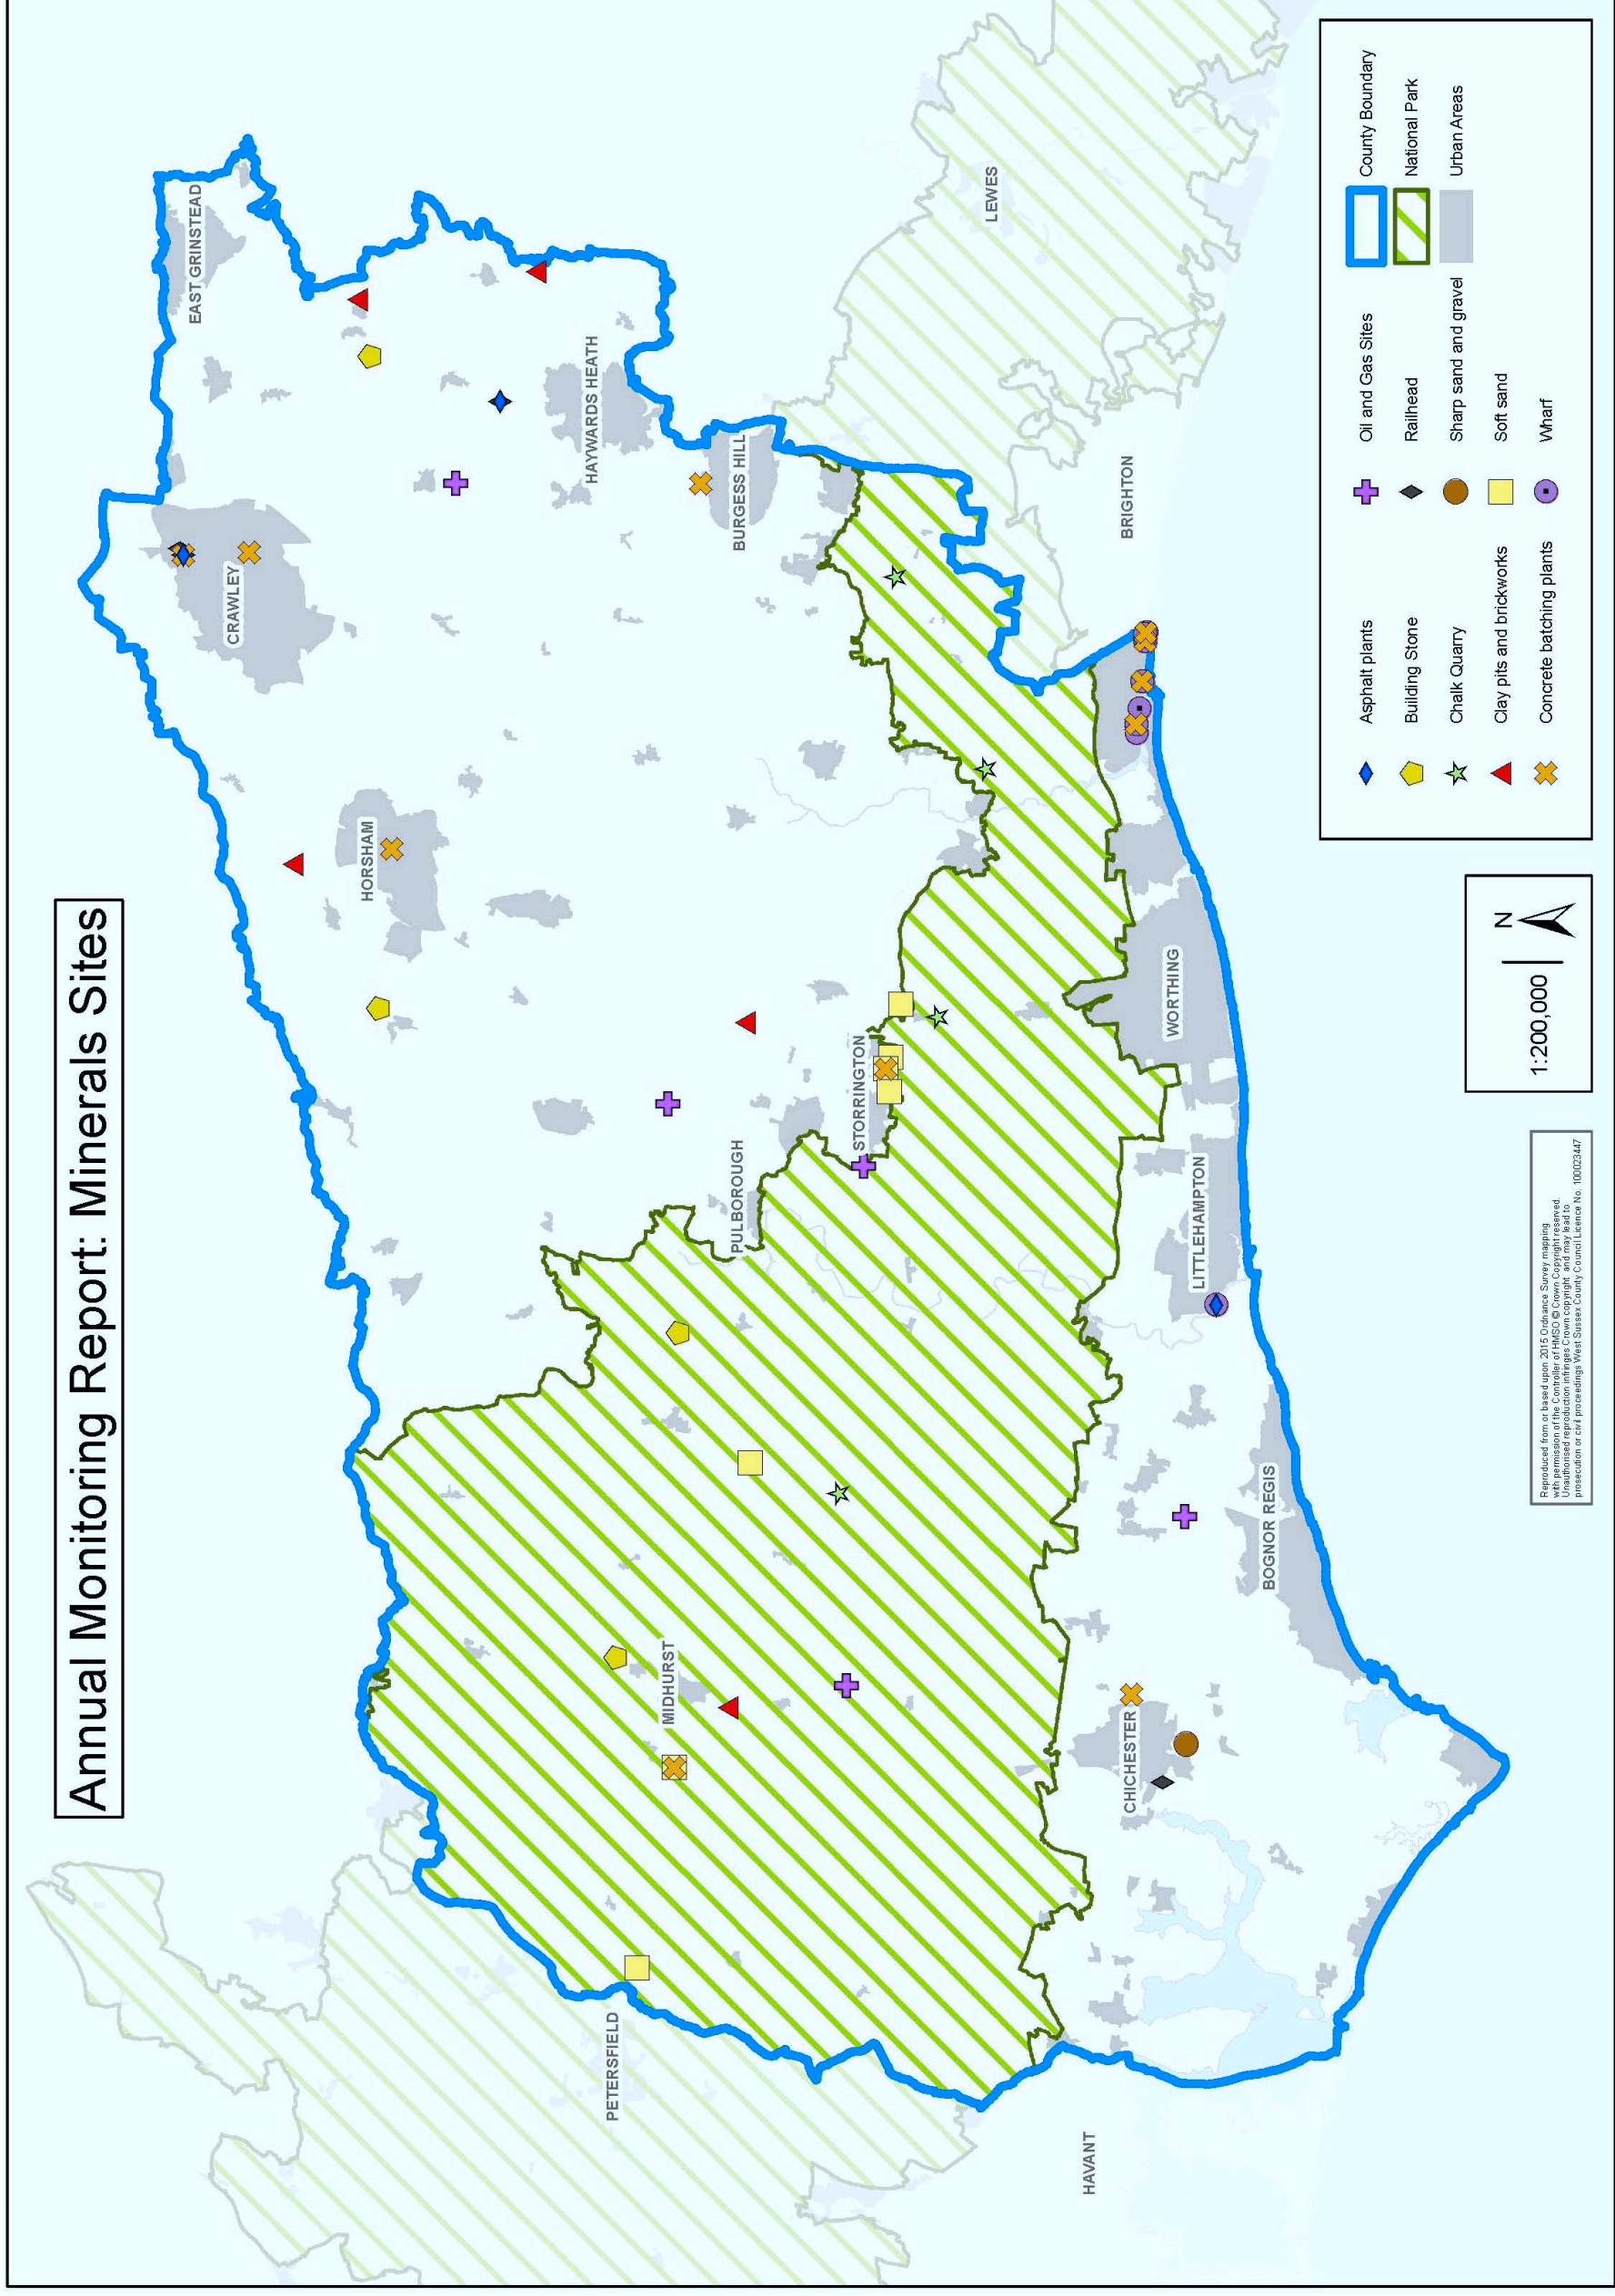 Annual Monitoring Report: Minerals Sites
EAST GRINSTEAD
CRAWLEY
HORSHAM
HAYWARDS HEATH
BURGESS HILL
LEWES
BRIGHTON
PULBOROUGH
STORRINGTON
MIDHURST
PETERSFIELD
WORTHING
LITTLEHAMPTON
BOGNOR REGIS
CHICHESTER
HAVANT
Reproduced from or based upon 2015 Ordnance Survey mapping
with permission of the Controller of HMSO © Crown Copyright reserved.
Unauthorised reproduction infringes Crown copyright and may lead to
prosecution or civil proceedings West Sussex County Council Licence No. 100023447
1:200,000
N
Asphalt plants
Building Stone
Chalk Quarry
Clay pits and brickworks
Concrete batching plants
Oil and Gas Sites
Railhead
Sharp sand and gravel
Soft sand
Wharf
County Boundary
National Park
Urban Areas